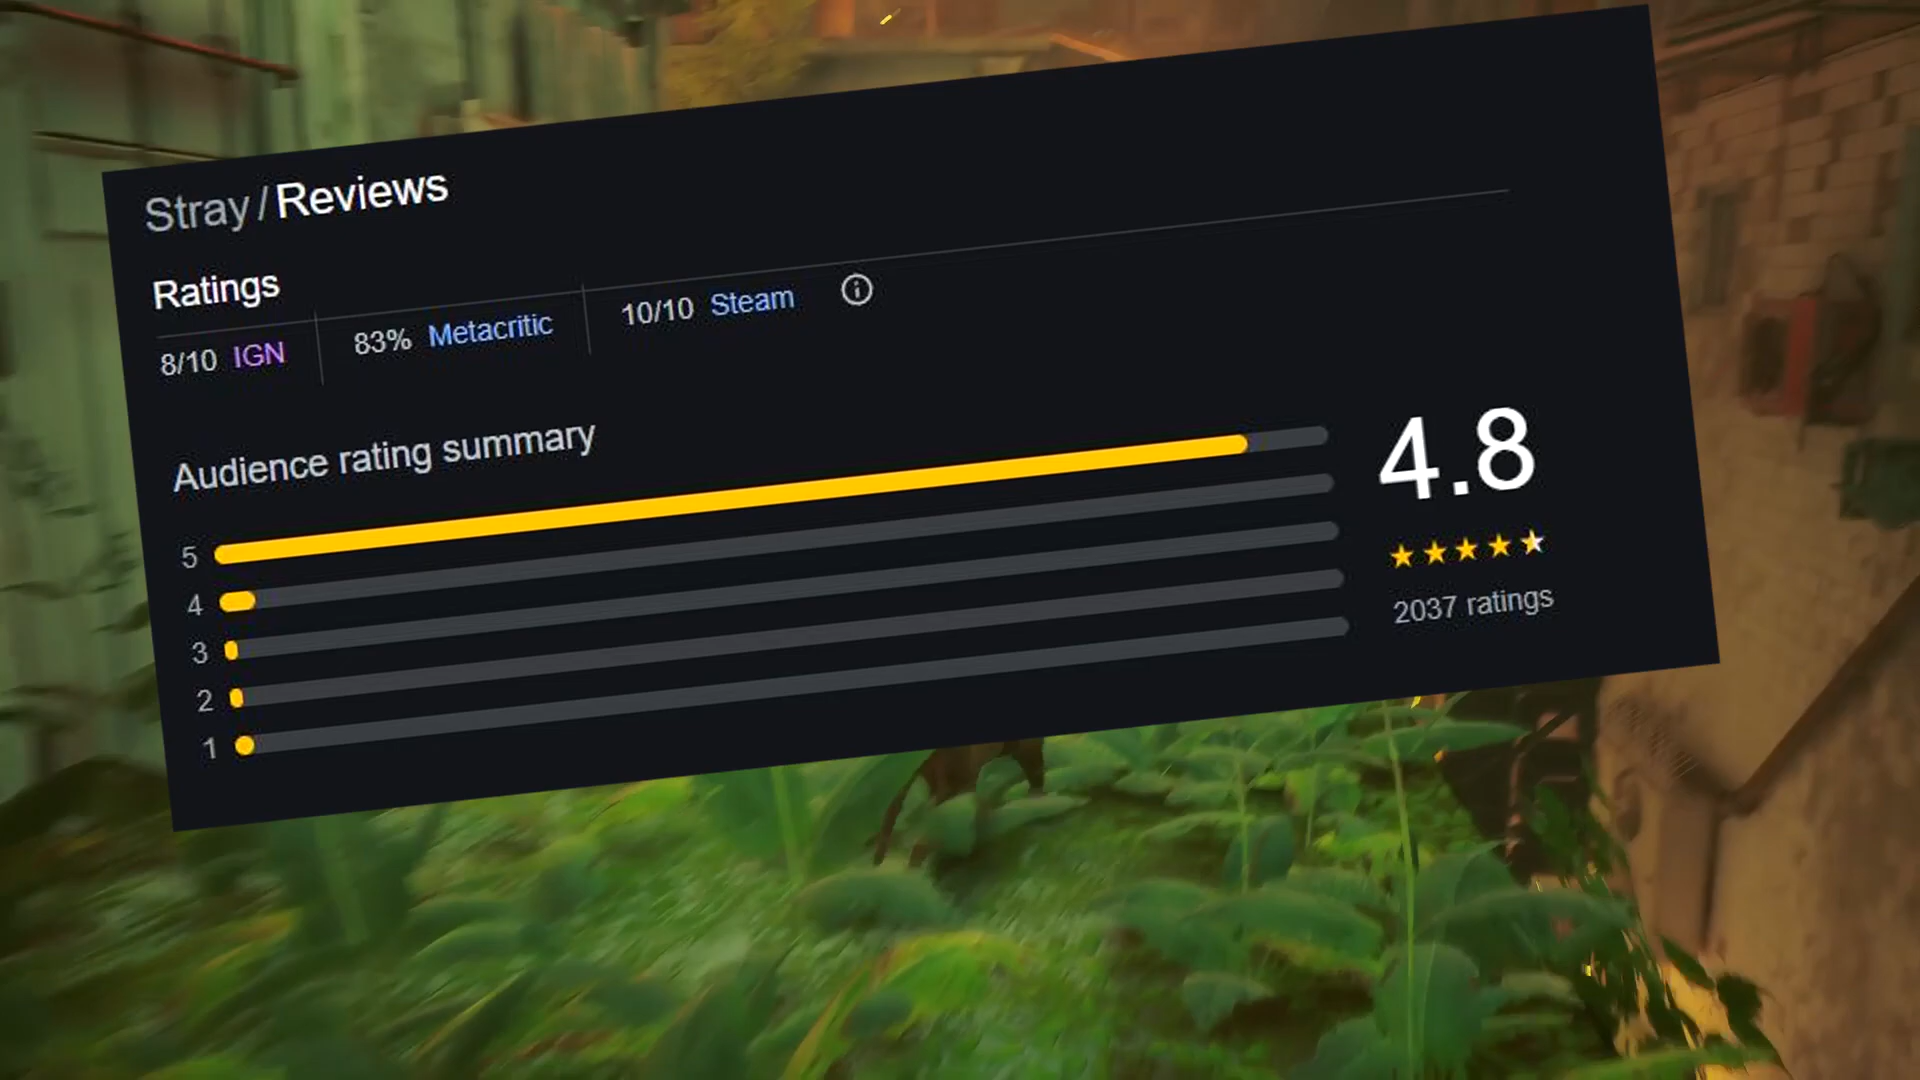 Stray / Reviews
Ratings
8/10 IGN
83% Metacritic
10/10 Steam
Audience rating summary
5
4
3
2
1
4.8
2037 ratings